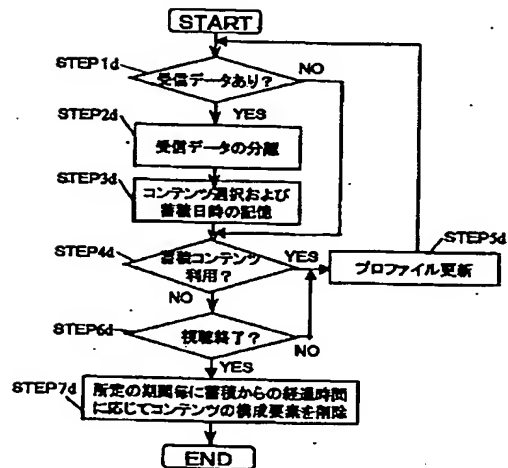 START
STEP1d
受信データあり?
NO
YES
STEP2d
受信データの分離
STEP3d
コンテンツ選択および
蓄積日時の記憶
STEP4d
蓄積コンテンツ
利用?
YES
STEP5d
プロファイル更新
NO
STEP6d
視聴終了?
NO
YES
STEP7d
所定の期間毎に蓄積からの経過時間
に応じてコンテンツの構成要素を削除
END